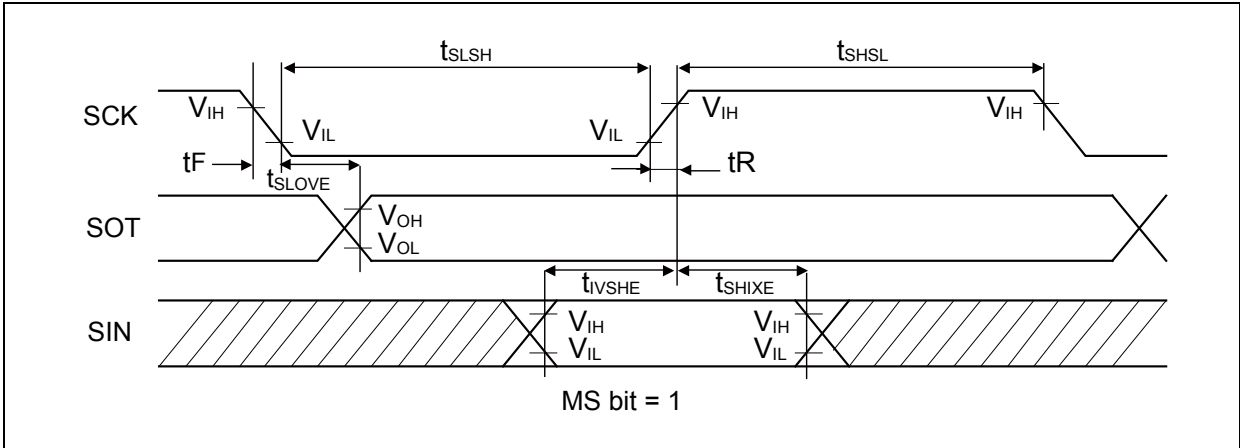 tSLSH
tSHSL
SCK
VIH
VIL
VIL
VIH
VIH
tF
tSLOVE
tR
SOT
VOH
VOL
tIVSHE
tSHIXE
SIN
VIH
VIL
VIH
VIL
MS bit = 1